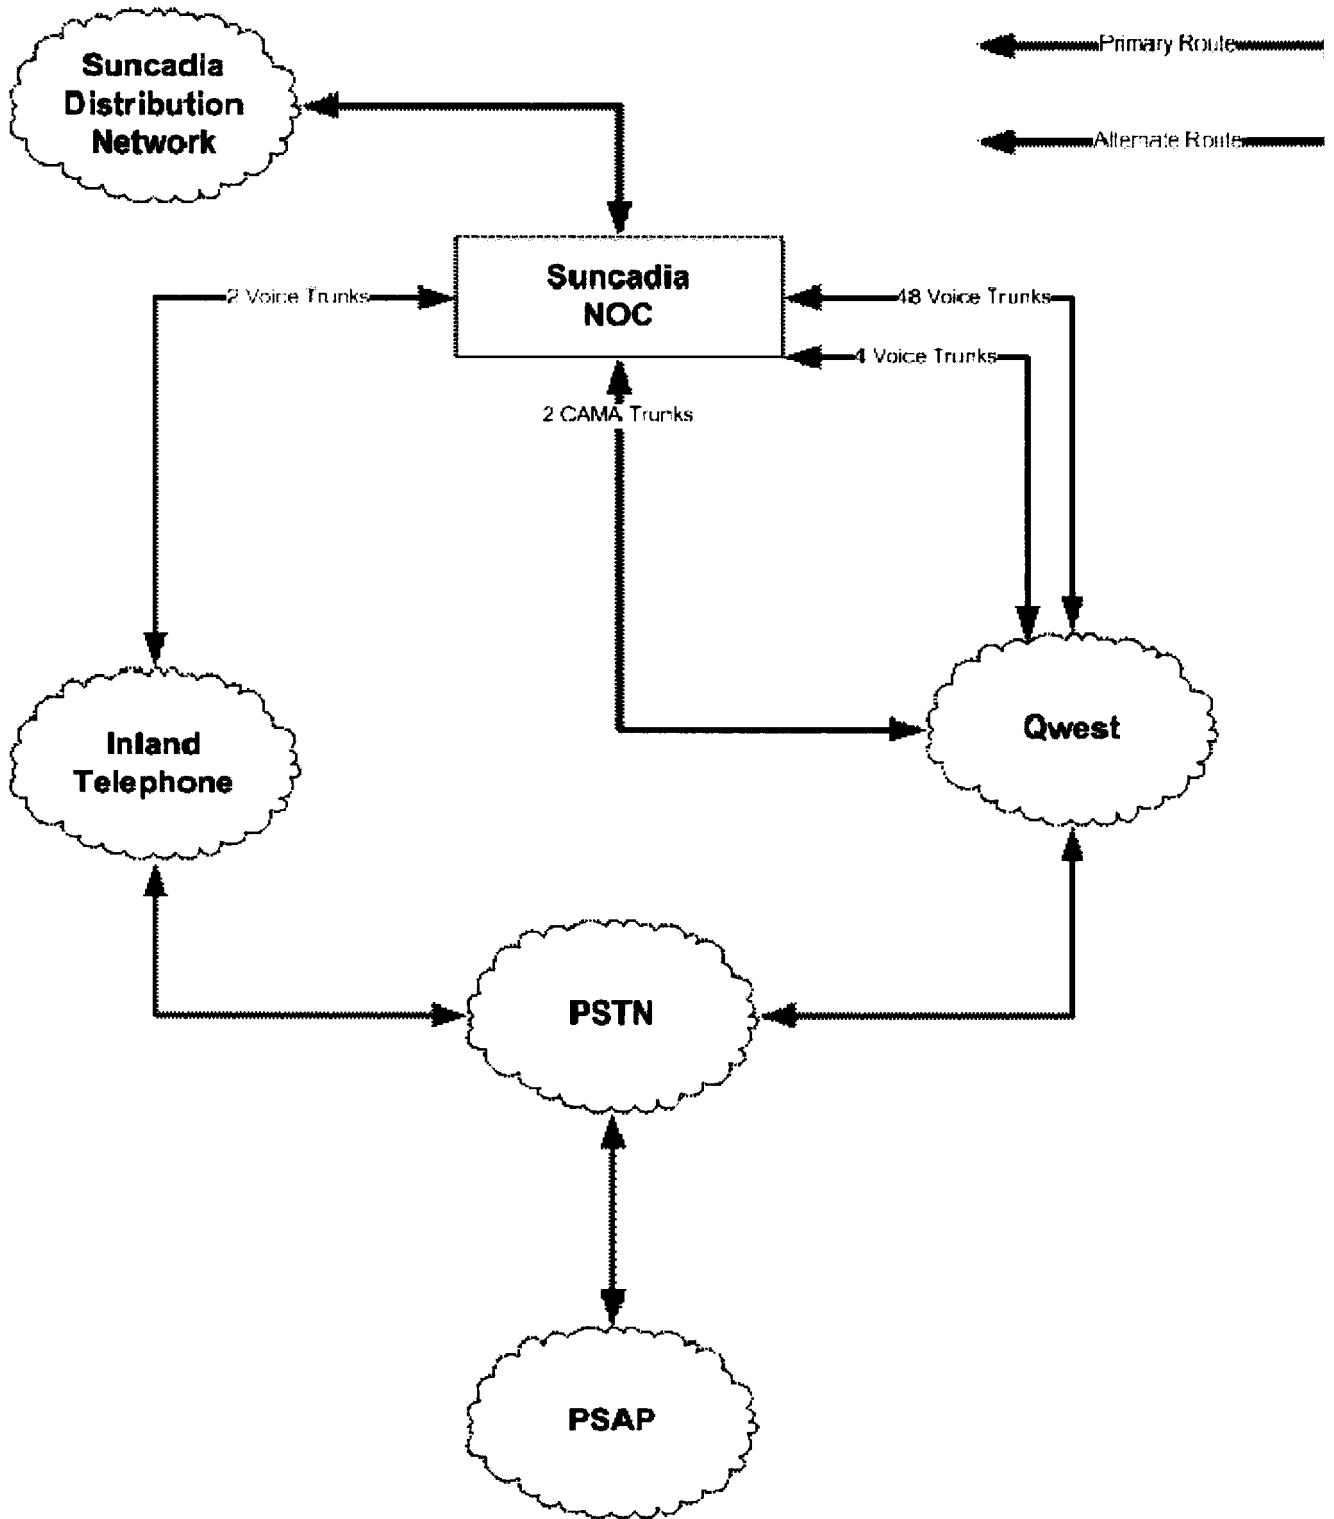 Suncadia
Distribution
Network
Primary Route
Alternate Route
Suncadia
NOC
2 Voice Trunks
48 Voice Trunks
4 Voice Trunks
2 CAMA Trunks
Inland
Telephone
Qwest
PSTN
PSAP